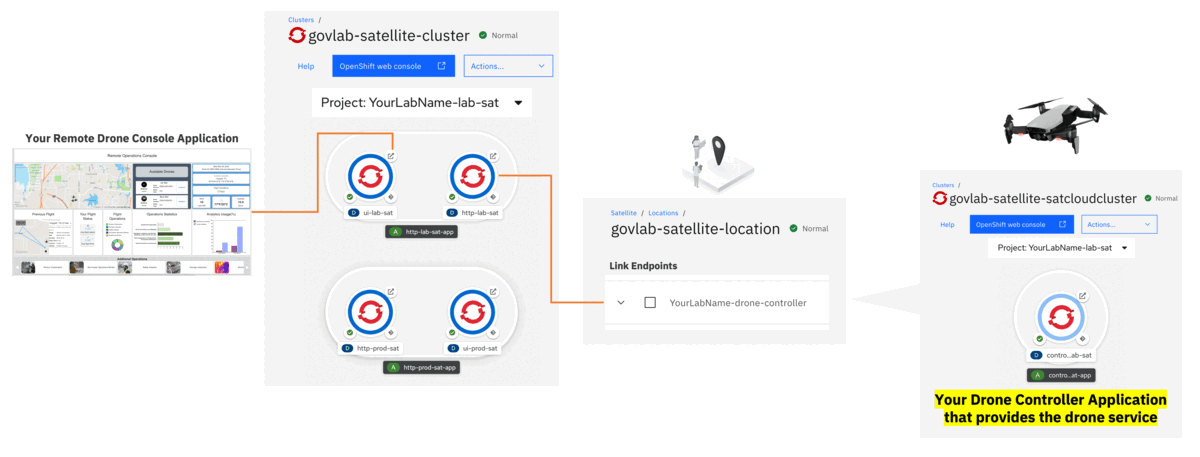 Your Remote Drone Console Application
Remote Operations Console
Available Drones
Previous Flight
Your Flight
Status
Flight
Operations
Operations Statistics
Additional Operations
Clusters /
govlab-satellite-cluster
Normal
Help
OpenShift web console
Actions...
Project: YourLabName-lab-sat
D ui-lab-sat
D http-lab-sat
A http-lab-sat-app
D http-prod-sat
D ui-prod-sat
A http-prod-sat-app
Satellite / Locations /
govlab-satellite-location
Normal
Link Endpoints
YourLabName-drone-controller
Clusters /
govlab-satellite-satcloudcluster
Normal
Help
OpenShift web console
Actions...
Project: YourLabName-lab-sat
D contro...ab-sat
A contro...at-app
Your Drone Controller Application
that provides the drone service